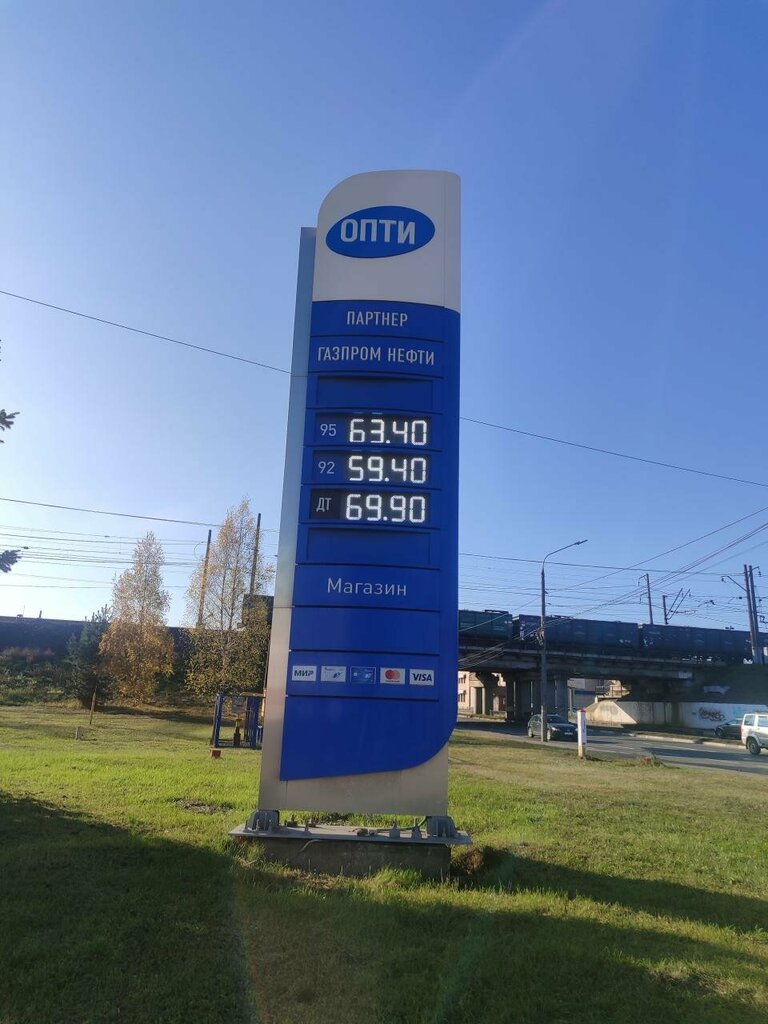 ОПТИ
ПАРТНЕР
ГАЗПРОМ НЕФТИ
95 63.40
92 59.40
ДТ 69.90
Магазин
МИР VISA